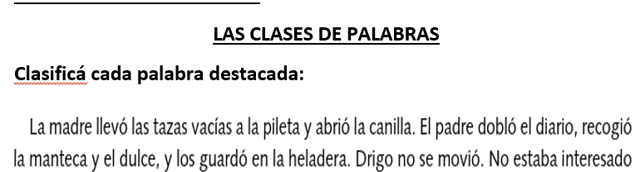 LAS CLASES DE PALABRAS
Clasificá cada palabra destacada:
La madre llevó las tazas vacías a la pileta y abrió la canilla. El padre dobló el diario, recogió
la manteca y el dulce, y los guardó en la heladera. Drigo no se movió. No estaba interesado